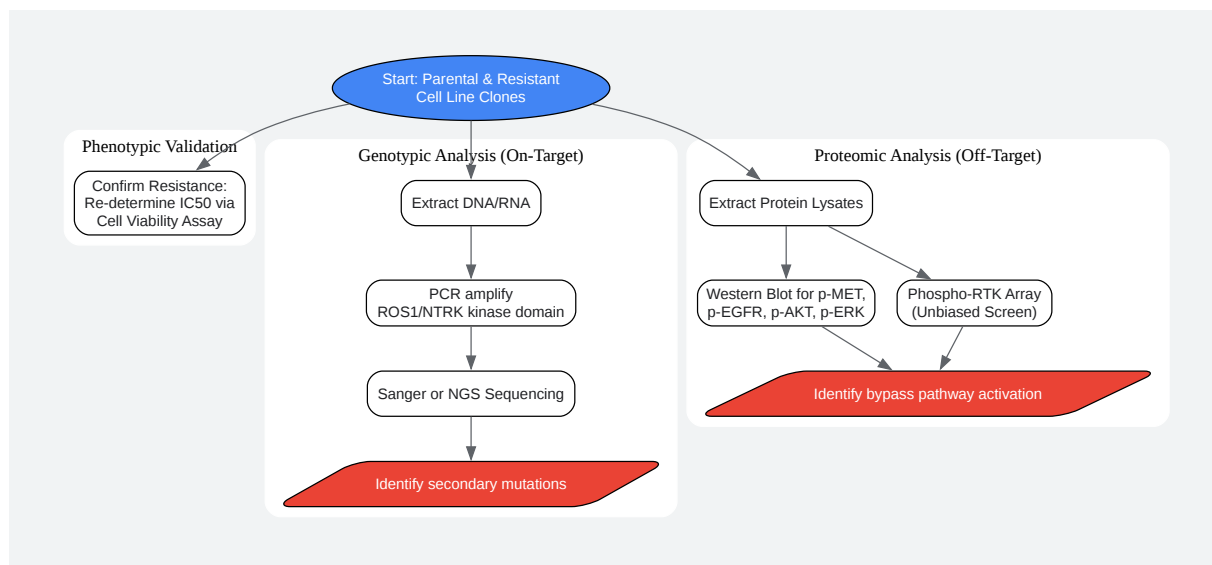 Start: Parental & Resistant
Cell Line Clones
Phenotypic Validation
Confirm Resistance:
Re-determine IC50 via
Cell Viability Assay
Genotypic Analysis (On-Target)
Extract DNA/RNA
PCR amplify
ROS1/NTRK kinase domain
Sanger or NGS Sequencing
Identify secondary mutations
Proteomic Analysis (Off-Target)
Extract Protein Lysates
Western Blot for p-MET,
p-EGFR, p-AKT, p-ERK
Phospho-RTK Array
(Unbiased Screen)
Identify bypass pathway activation